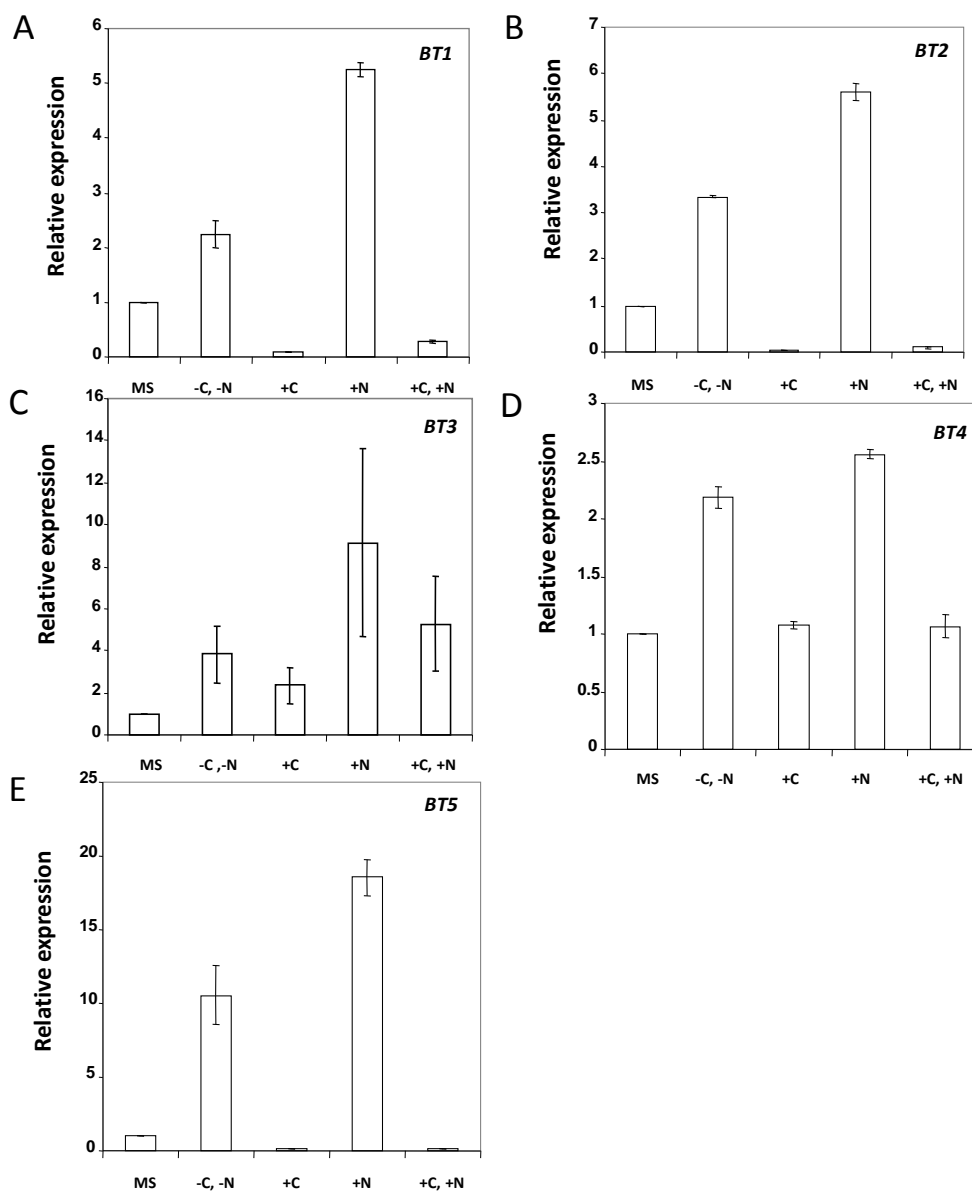 A
BT1
Relative expression
6
5
4
3
2
1
0
MS -C, -N +C +N +C, +N
B
BT2
Relative expression
7
6
5
4
3
2
1
0
MS -C, -N +C +N +C, +N
C
BT3
Relative expression
16
14
12
10
8
6
4
2
0
MS -C ,-N +C +N +C, +N
D
BT4
Relative expression
3
2.5
2
1.5
1
0.5
0
MS -C, -N +C +N +C, +N
E
BT5
Relative expression
25
20
15
10
5
0
MS -C, -N +C +N +C, +N